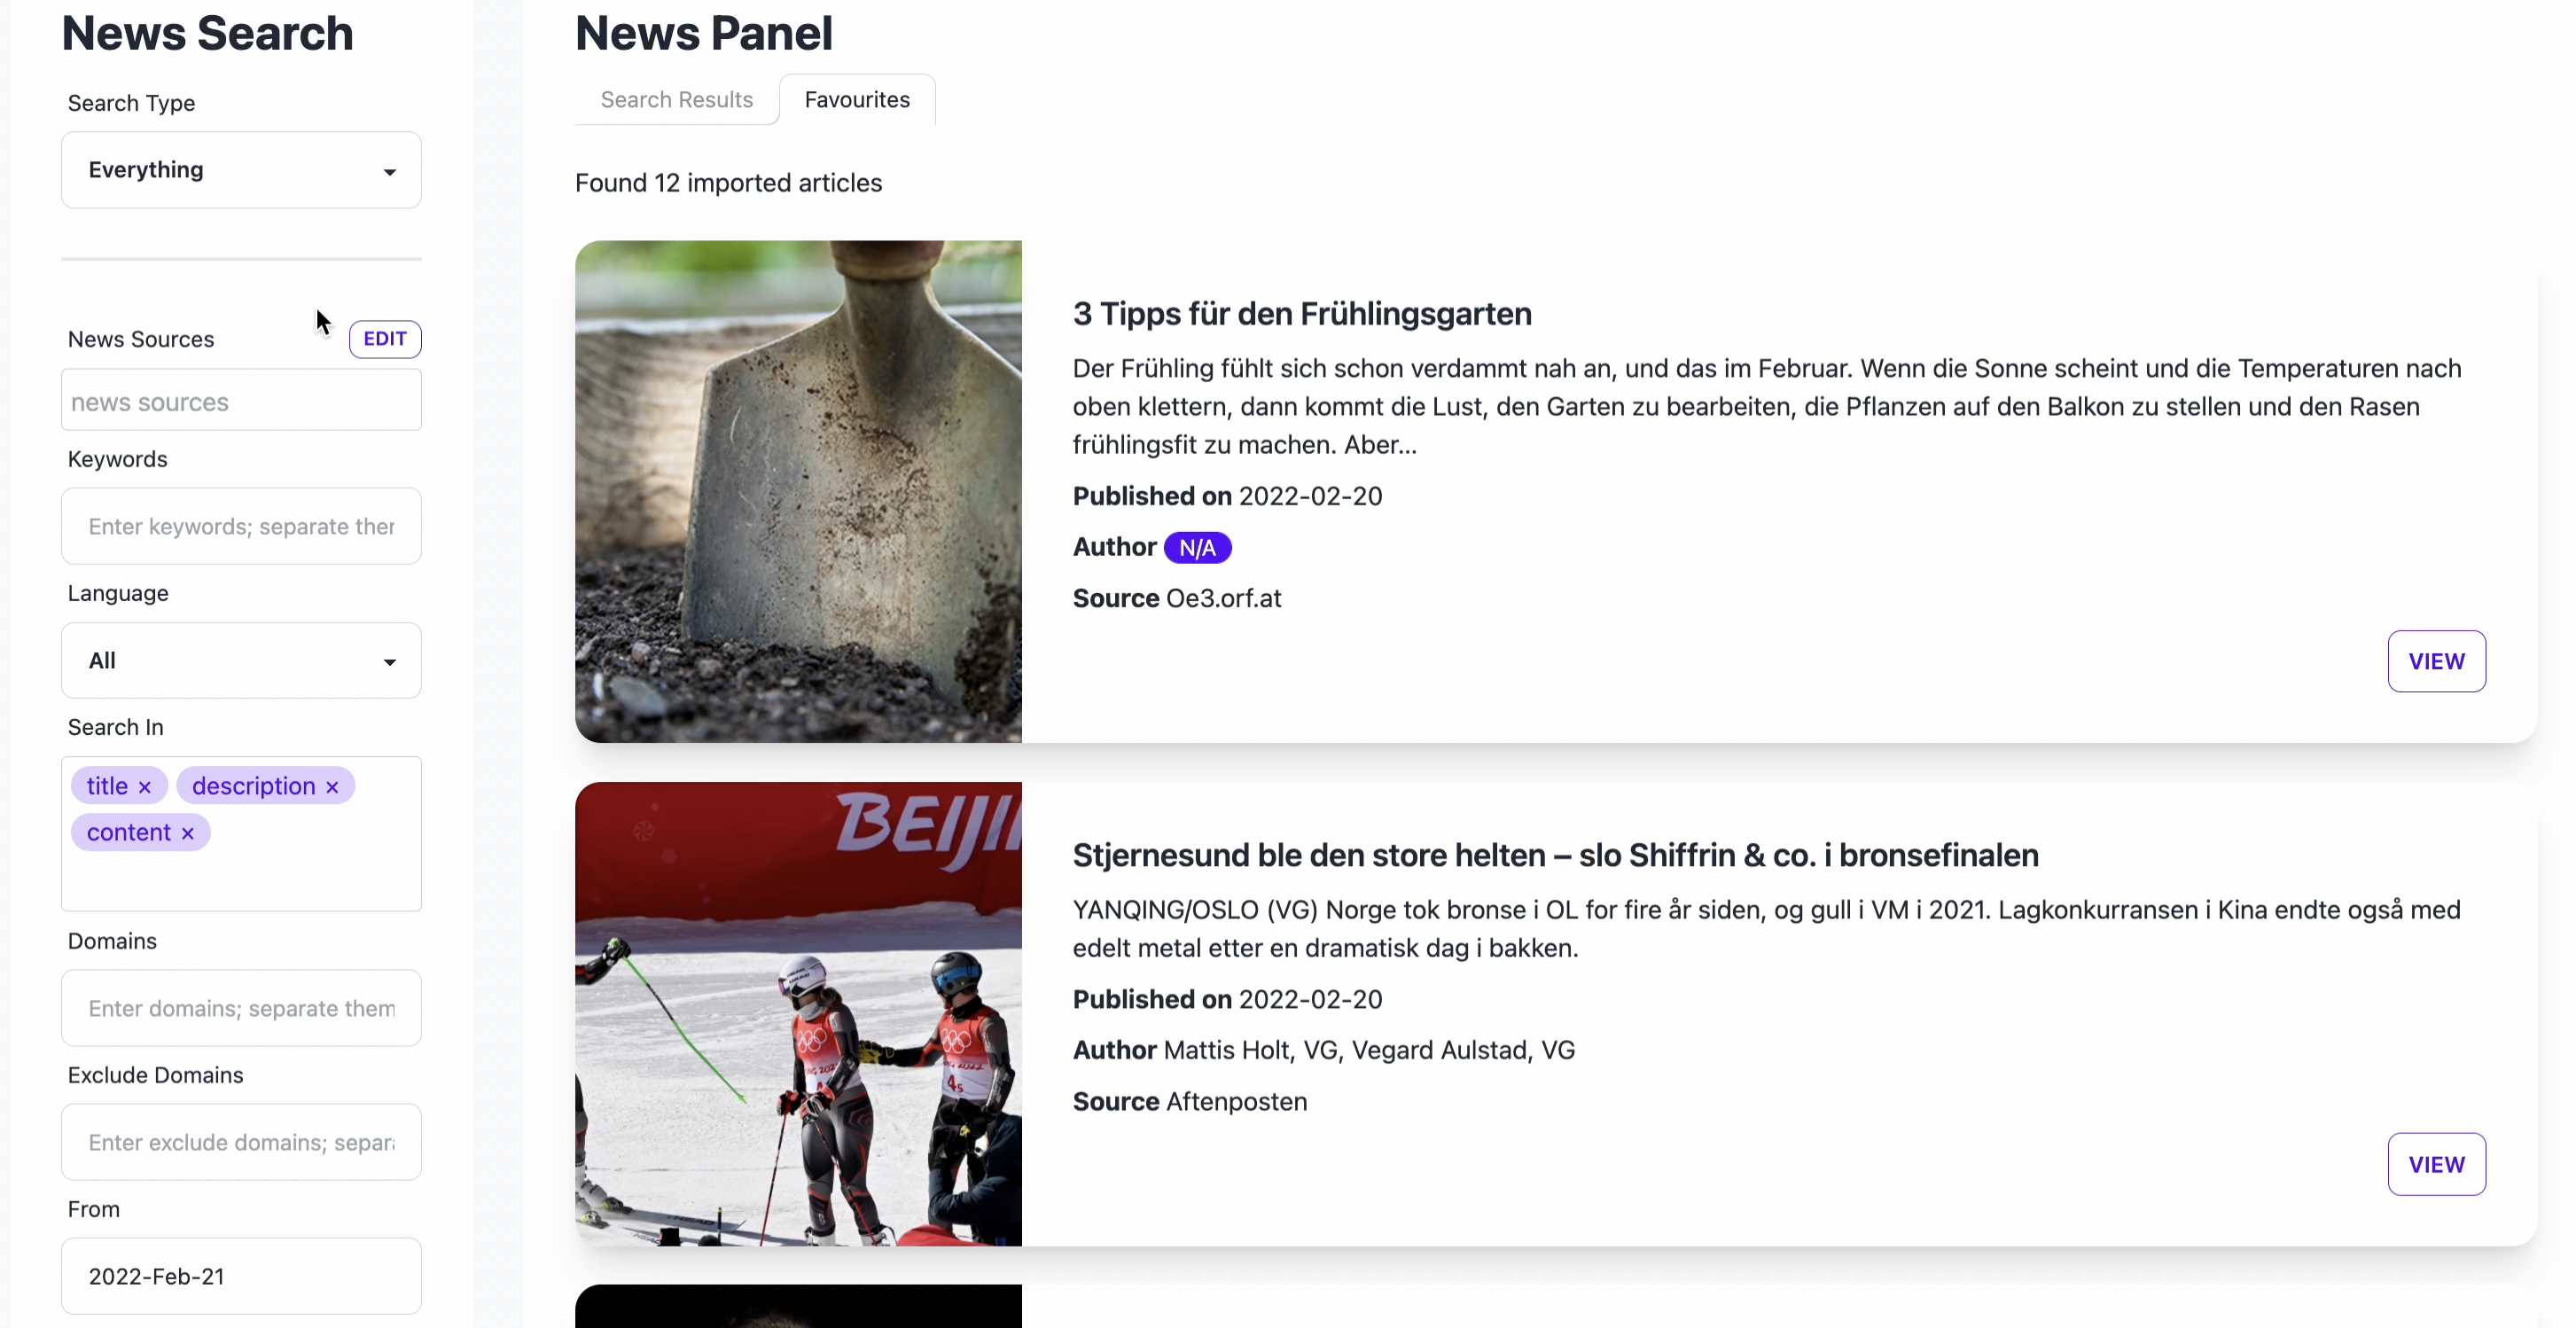 News Search
Search Type
Everything
News Sources
EDIT
news sources
Keywords
Enter keywords; separate ther
Language
All
Search In
title × description ×
content ×
Domains
Enter domains; separate them
Exclude Domains
Enter exclude domains; separ
From
2022-Feb-21
News Panel
Search Results Favourites
Found 12 imported articles
3 Tipps für den Frühlingsgarten
Der Frühling fühlt sich schon verdammt nah an, und das im Februar. Wenn die Sonne scheint und die Temperaturen nach
oben klettern, dann kommt die Lust, den Garten zu bearbeiten, die Pflanzen auf den Balkon zu stellen und den Rasen
frühlingsfit zu machen. Aber...
Published on 2022-02-20
Author N/A
Source Oe3.orf.at
VIEW
BEIJI
Stjernesund ble den store helten – slo Shiffrin & co. i bronsefinalen
YANQING/OSLO (VG) Norge tok bronse i OL for fire år siden, og gull i VM i 2021. Lagkonkurransen i Kina endte også med
edelt metal etter en dramatisk dag i bakken.
Published on 2022-02-20
Author Mattis Holt, VG, Vegard Aulstad, VG
Source Aftenposten
VIEW